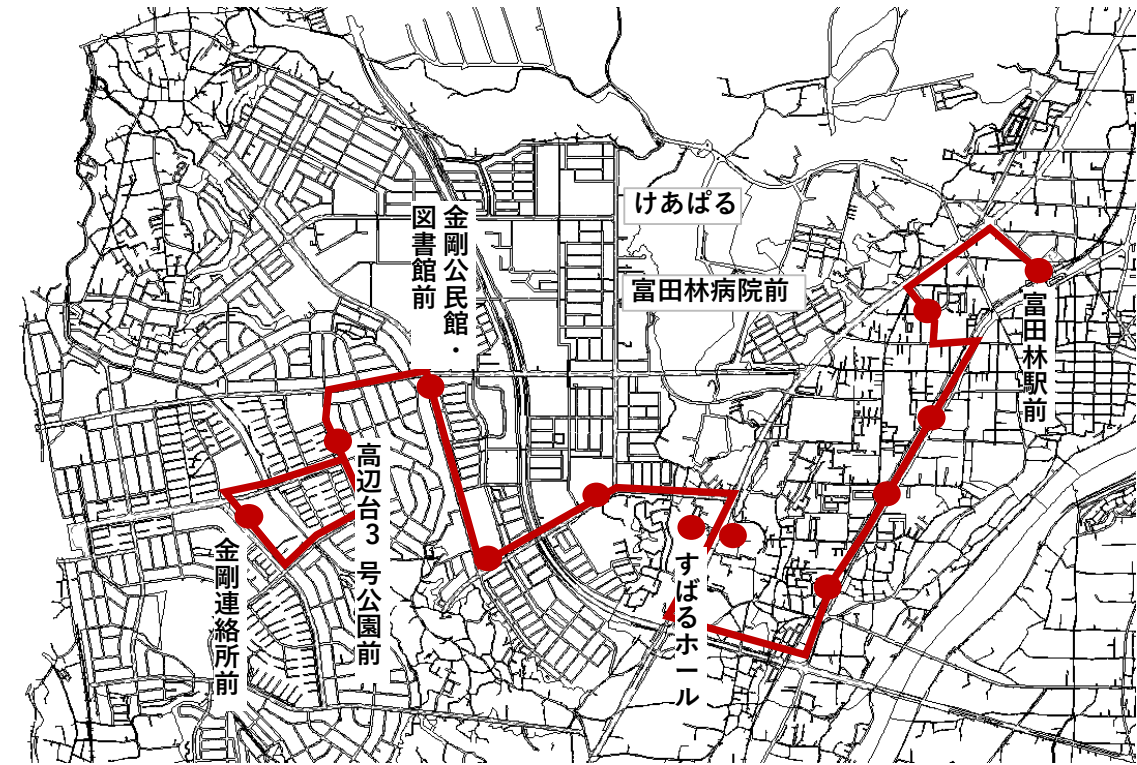 けあぱる
金剛公民館・
図書館前
富田林病院前
富田林駅前
高辺台3号公園前
金剛連絡所前
すばるホール